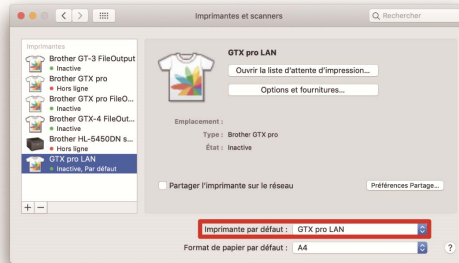 Imprimantes et scanners
Rechercher
Imprimantes
Brother GT-3 FileOutput
Inactive
Brother GTX pro
Hors ligne
Brother GTX pro FileO...
Inactive
Brother GTX-4 FileOut...
Inactive
Brother HL-5450DN s...
Hors ligne
GTX pro LAN
Inactive, Par défaut
+ −
GTX pro LAN
Ouvrir la liste d'attente d'impression...
Options et fournitures...
Emplacement :
Type : Brother GTX pro
État : Inactive
Partager l'imprimante sur le réseau
Préférences Partage...
Imprimante par défaut : GTX pro LAN
Format de papier par défaut : A4
?